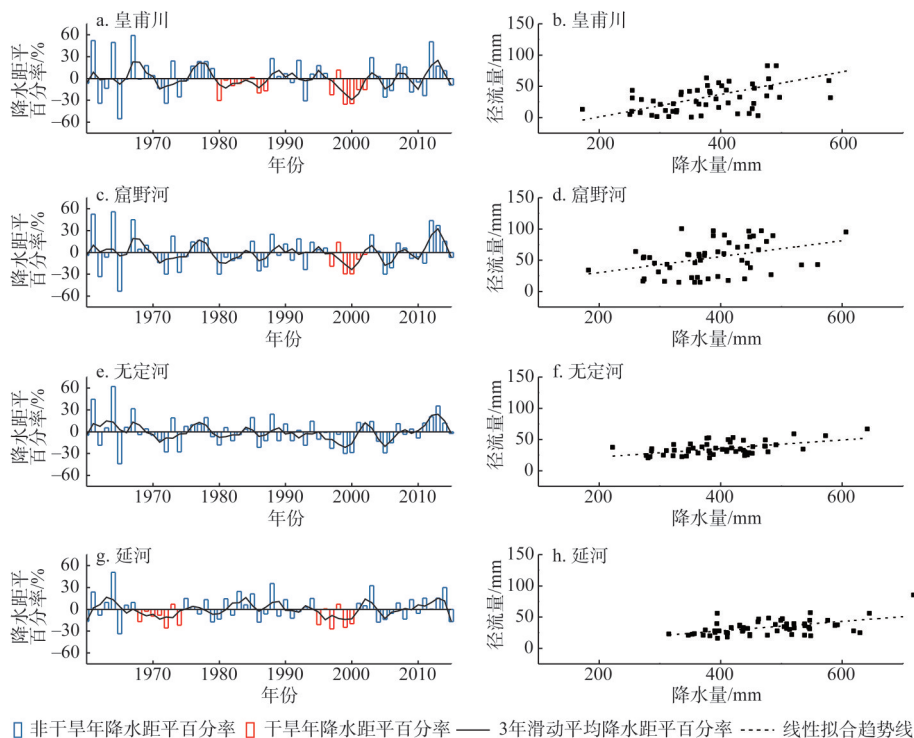 a. 皇甫川
降水距平
百分率/%
60
30
0
−30
−60
1970
1980
1990
2000
2010
年份
b. 皇甫川
径流量/mm
150
100
50
0
200
400
600
降水量/mm
c. 窟野河
降水距平
百分率/%
60
30
0
−30
−60
1970
1980
1990
2000
2010
年份
d. 窟野河
径流量/mm
150
100
50
0
200
400
600
降水量/mm
e. 无定河
降水距平
百分率/%
60
30
0
−30
−60
1970
1980
1990
2000
2010
年份
f. 无定河
径流量/mm
150
100
50
0
200
400
600
降水量/mm
g. 延河
降水距平
百分率/%
60
30
0
−30
−60
1970
1980
1990
2000
2010
年份
h. 延河
径流量/mm
150
100
50
0
200
400
600
降水量/mm
非干旱年降水距平百分率 干旱年降水距平百分率 3年滑动平均降水距平百分率 线性拟合趋势线